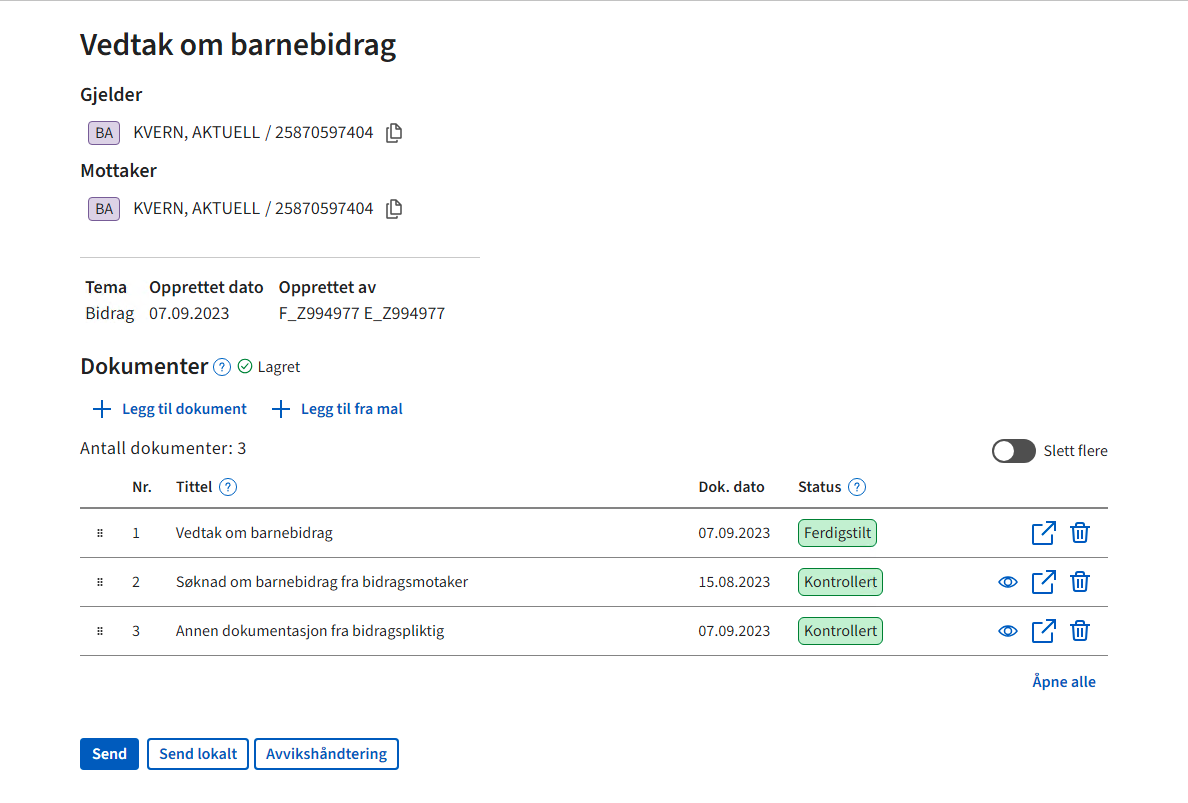 Vedtak om barnebidrag
Gjelder
BA KVERN, AKTUELL / 25870597404
Mottaker
BA KVERN, AKTUELL / 25870597404
Tema Opprettet dato Opprettet av
Bidrag 07.09.2023 F_Z994977 E_Z994977
Dokumenter ? Lagret
Legg til dokument Legg til fra mal
Antall dokumenter: 3 Slett flere
Nr. Tittel ? Dok. dato Status ?
1 Vedtak om barnebidrag 07.09.2023 Ferdigstilt
2 Søknad om barnebidrag fra bidragsmotaker 15.08.2023 Kontrollert
3 Annen dokumentasjon fra bidragspliktig 07.09.2023 Kontrollert
Åpne alle
Send Send lokalt Avvikshåndtering